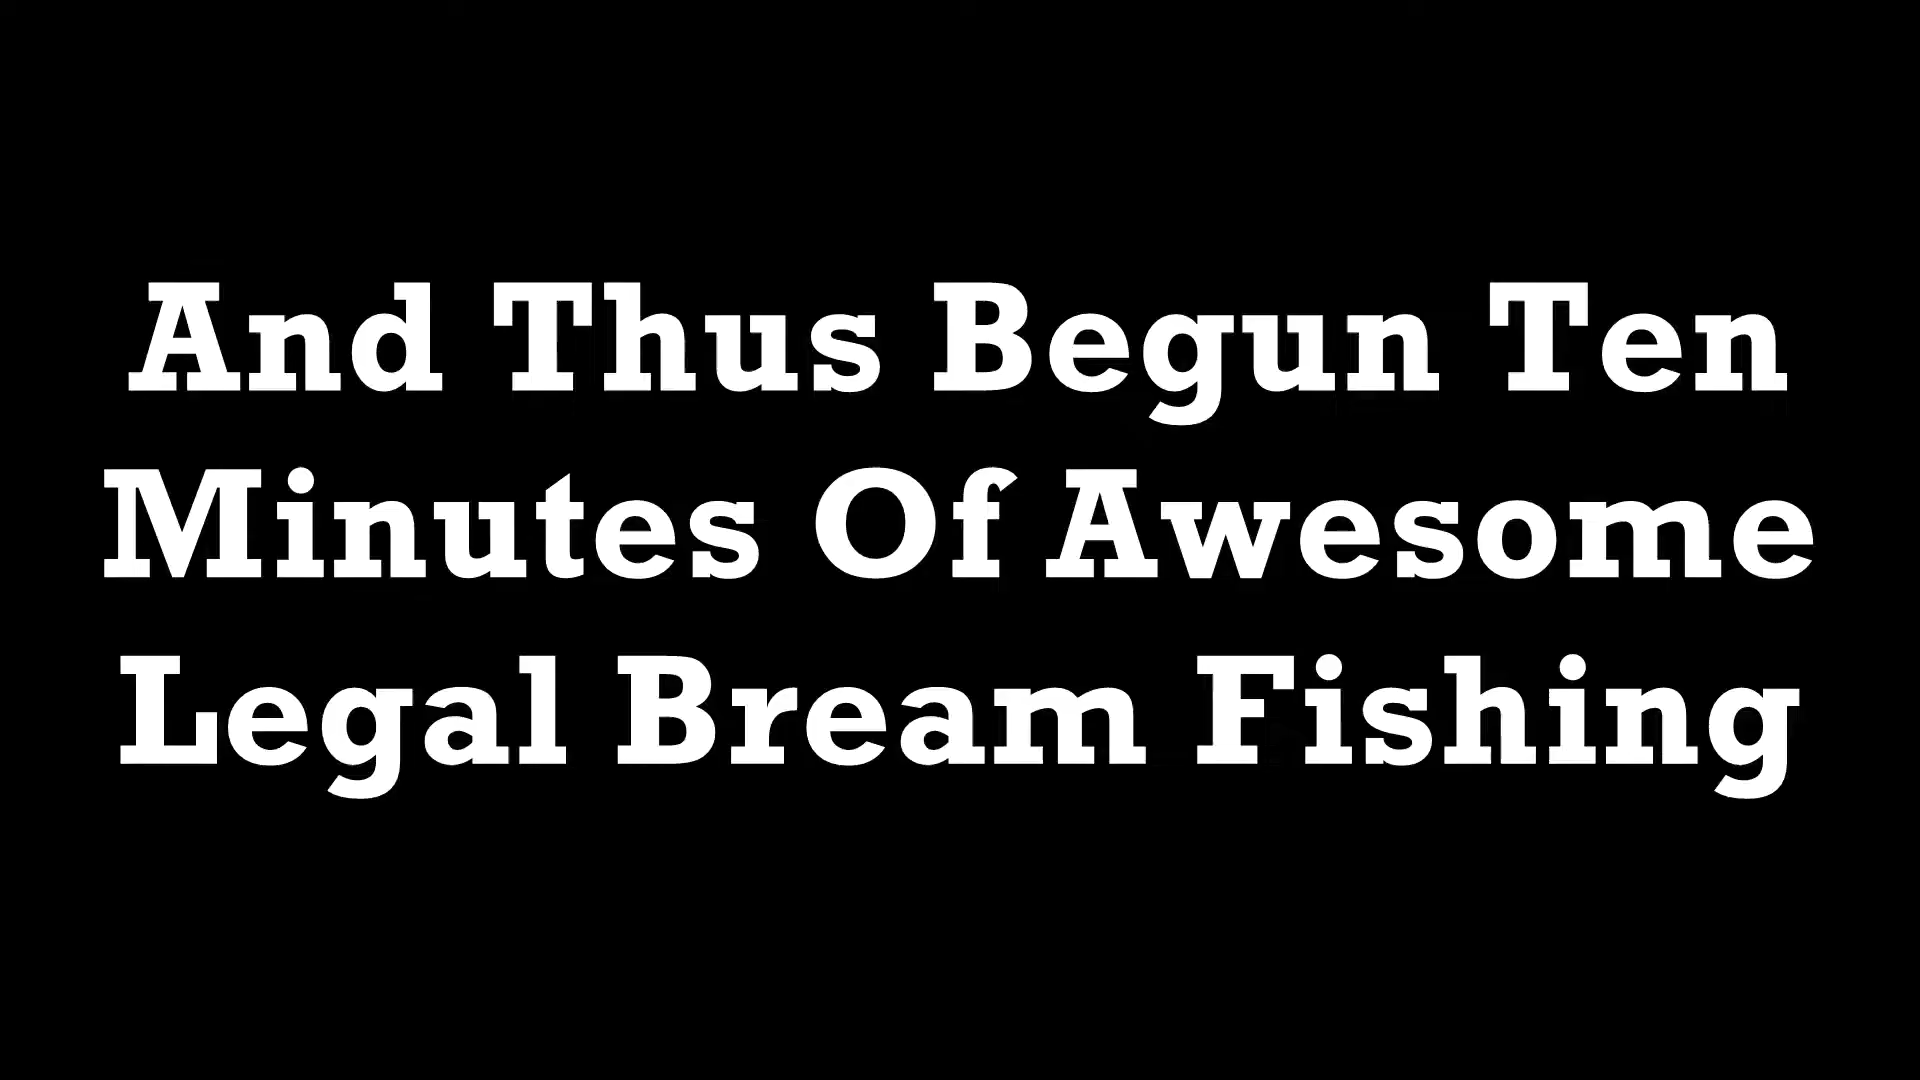 And Thus Begun Ten
Minutes Of Awesome
Legal Bream Fishing